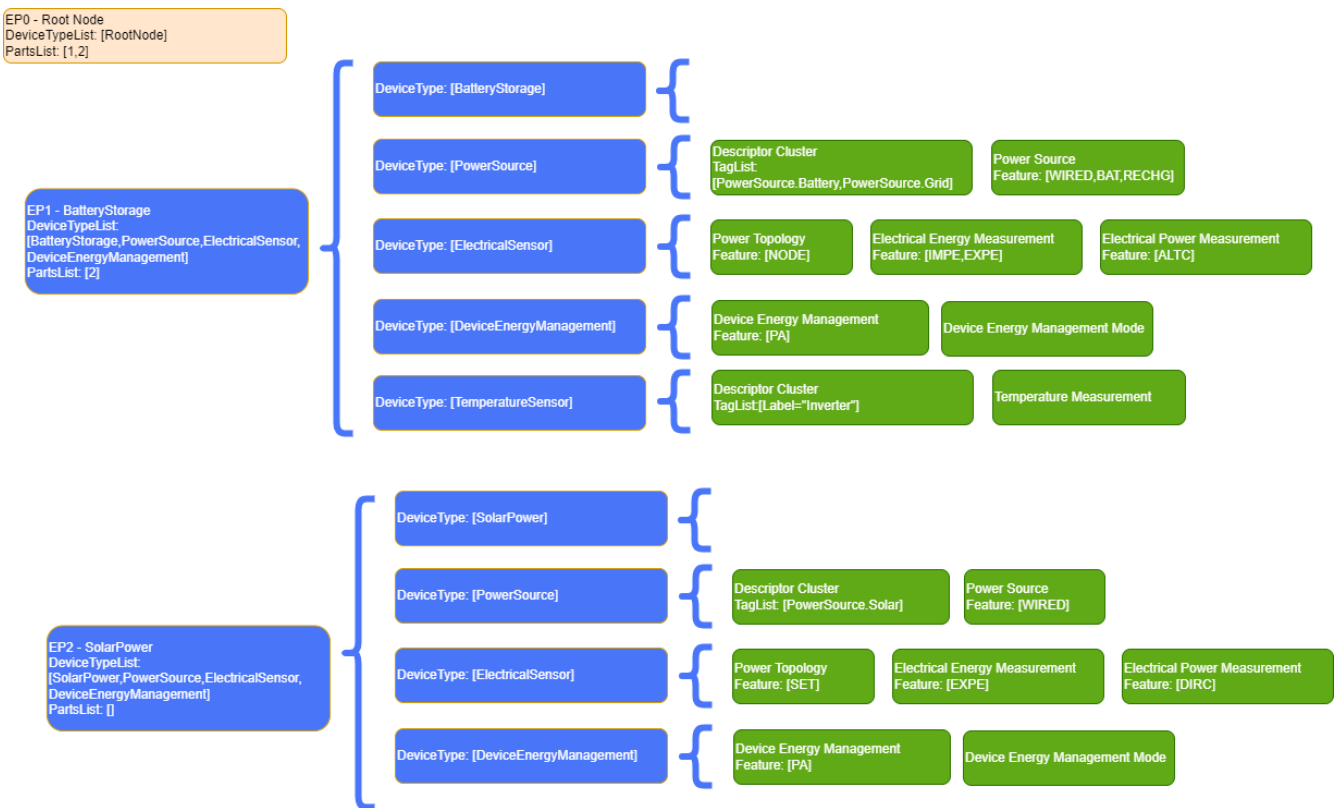 EP0 - Root Node
DeviceTypeList: [RootNode]
PartsList: [1,2]
EP1 - BatteryStorage
DeviceTypeList:
[BatteryStorage,PowerSource,ElectricalSensor,
DeviceEnergyManagement]
PartsList: [2]
DeviceType: [BatteryStorage]
DeviceType: [PowerSource]
Descriptor Cluster
TagList:
[PowerSource.Battery,PowerSource.Grid]
Power Source
Feature: [WIRED,BAT,RECHG]
DeviceType: [ElectricalSensor]
Power Topology
Feature: [NODE]
Electrical Energy Measurement
Feature: [IMPE,EXPE]
Electrical Power Measurement
Feature: [ALTC]
DeviceType: [DeviceEnergyManagement]
Device Energy Management
Feature: [PA]
Device Energy Management Mode
DeviceType: [TemperatureSensor]
Descriptor Cluster
TagList:[Label="Inverter"]
Temperature Measurement
EP2 - SolarPower
DeviceTypeList:
[SolarPower,PowerSource,ElectricalSensor,
DeviceEnergyManagement]
PartsList: []
DeviceType: [SolarPower]
DeviceType: [PowerSource]
Descriptor Cluster
TagList: [PowerSource.Solar]
Power Source
Feature: [WIRED]
DeviceType: [ElectricalSensor]
Power Topology
Feature: [SET]
Electrical Energy Measurement
Feature: [EXPE]
Electrical Power Measurement
Feature: [DIRC]
DeviceType: [DeviceEnergyManagement]
Device Energy Management
Feature: [PA]
Device Energy Management Mode